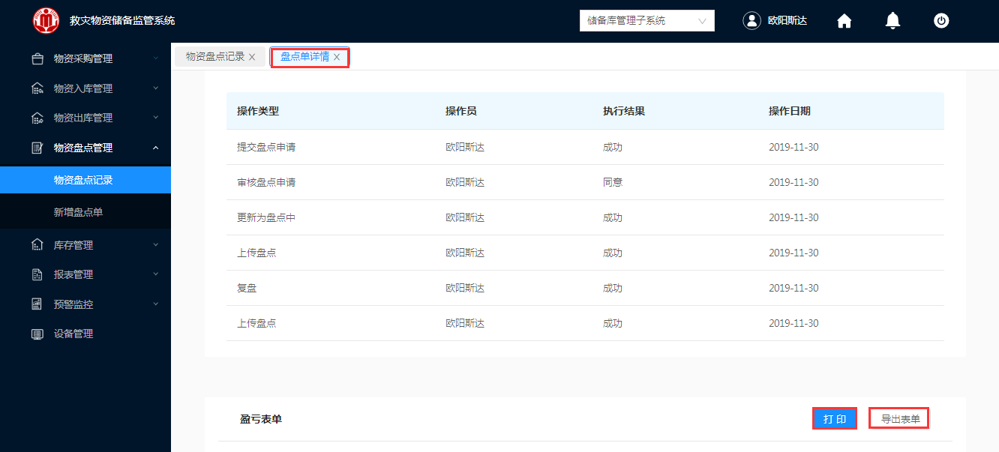 救灾物资储备监管系统
储备库管理子系统
欧阳斯达
物资采购管理
物资入库管理
物资出库管理
物资盘点管理
物资盘点记录
新增盘点单
库存管理
报表管理
预警监控
设备管理
物资盘点记录 X 盘点单详情 X
操作类型 操作员 执行结果 操作日期
提交盘点申请 欧阳斯达 成功 2019-11-30
审核盘点申请 欧阳斯达 同意 2019-11-30
更新为盘点中 欧阳斯达 成功 2019-11-30
上传盘点 欧阳斯达 成功 2019-11-30
复盘 欧阳斯达 成功 2019-11-30
上传盘点 欧阳斯达 成功 2019-11-30
盈亏表单 打印 导出表单